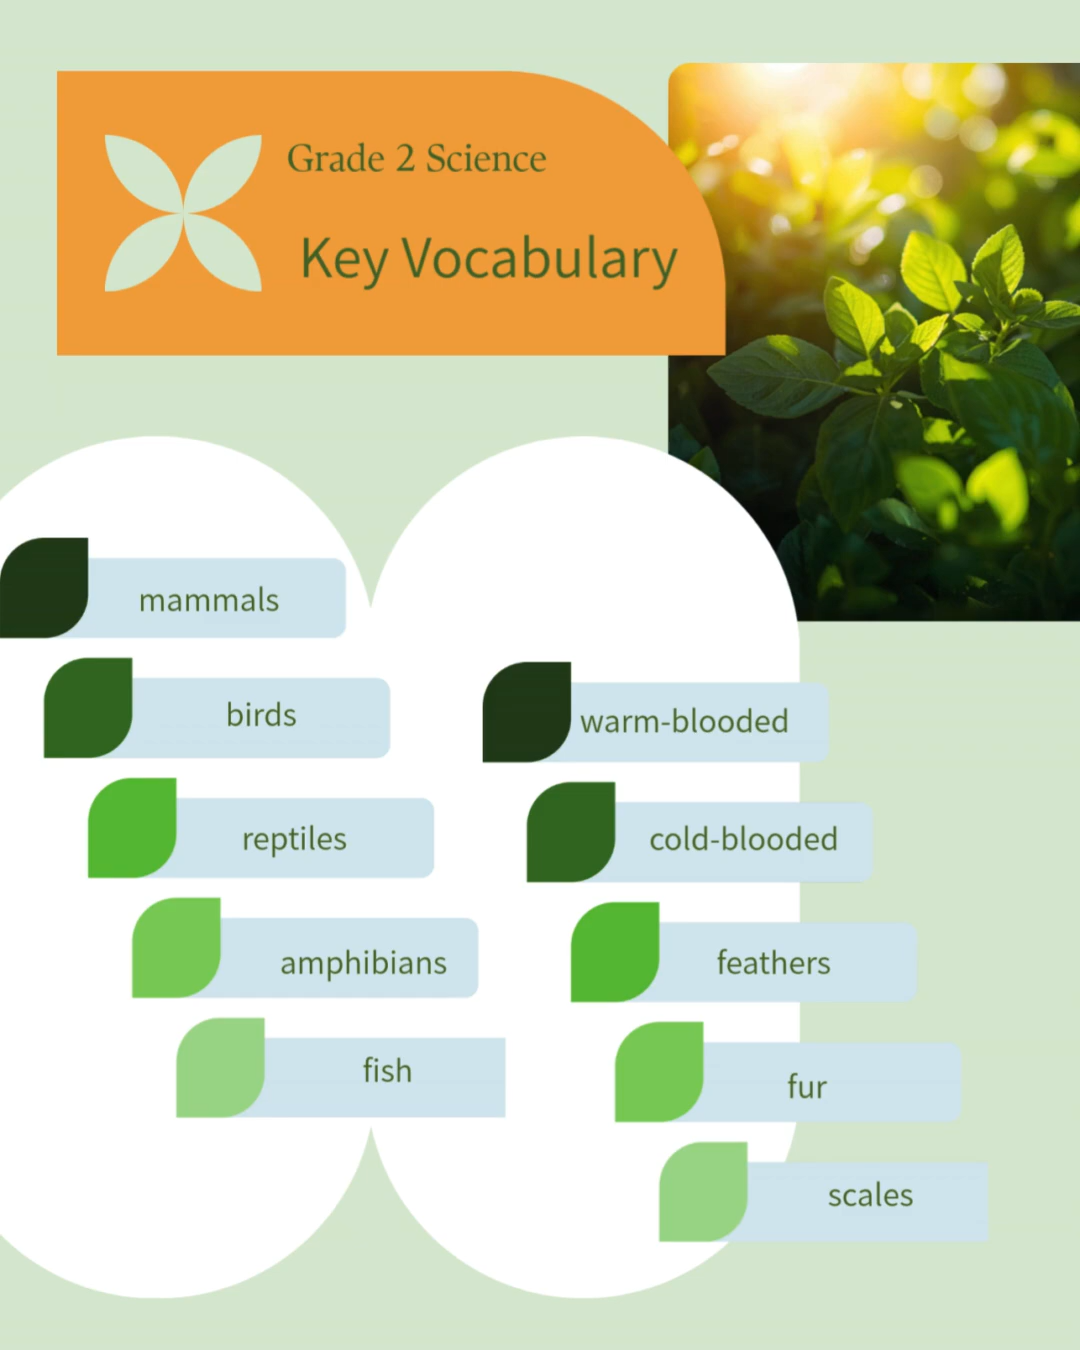 Grade 2 Science
Key Vocabulary
mammals
birds
reptiles
amphibians
fish
warm-blooded
cold-blooded
feathers
fur
scales